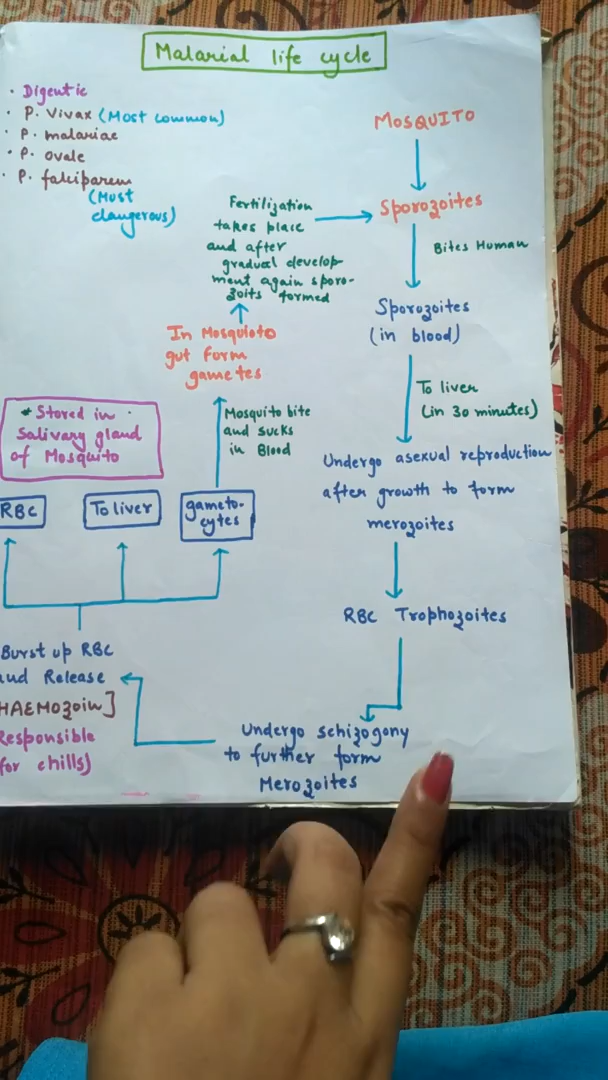 Malarial life cycle
• Digentic
• P. Vivax (Most common)
• P. malariae
• P. ovale
• P. falciparem
(Most
dangerous)
MOSQUITO
Sporozoites
Bites Human
Sporozoites
(in blood)
To liver
(in 30 minutes)
Undergo asexual reproduction
after growth to form
merozoites
RBC Trophozoites
Undergo schizogony
to further form
Merozoites
Burst up RBC
and Release
HAEMOZOIN]
Responsible
for chills)
RBC
To liver
gameto-
cytes
Mosquito bite
and sucks
in Blood
In Mosquioto
gut form
gametes
Fertilization
takes place
and after
gradual develop-
ment again sporo-
zoits formed
* Stored in
Salivary gland
of Mosquito